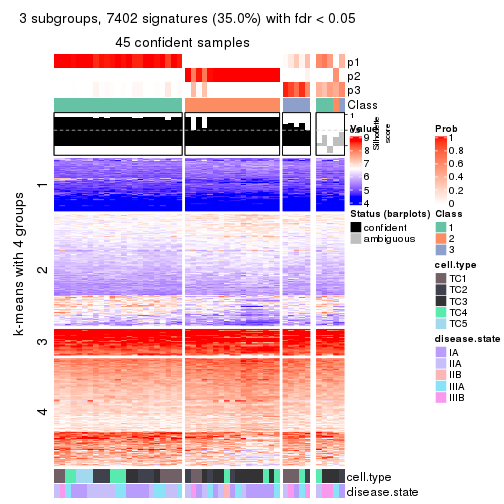 3 subgroups, 7402 signatures (35.0%) with fdr < 0.05
45 confident samples
p1
p2
p3
Class
1
Silhouette
score
Value
9
8
7
6
5
4
Prob
1
0.8
0.6
0.4
0.2
0
Status (barplots)
confident
ambiguous
Class
1
2
3
cell.type
TC1
TC2
TC3
TC4
TC5
disease.state
IA
IIA
IIB
IIIA
IIIB
k-means with 4 groups
1
2
3
4
cell.type
disease.state